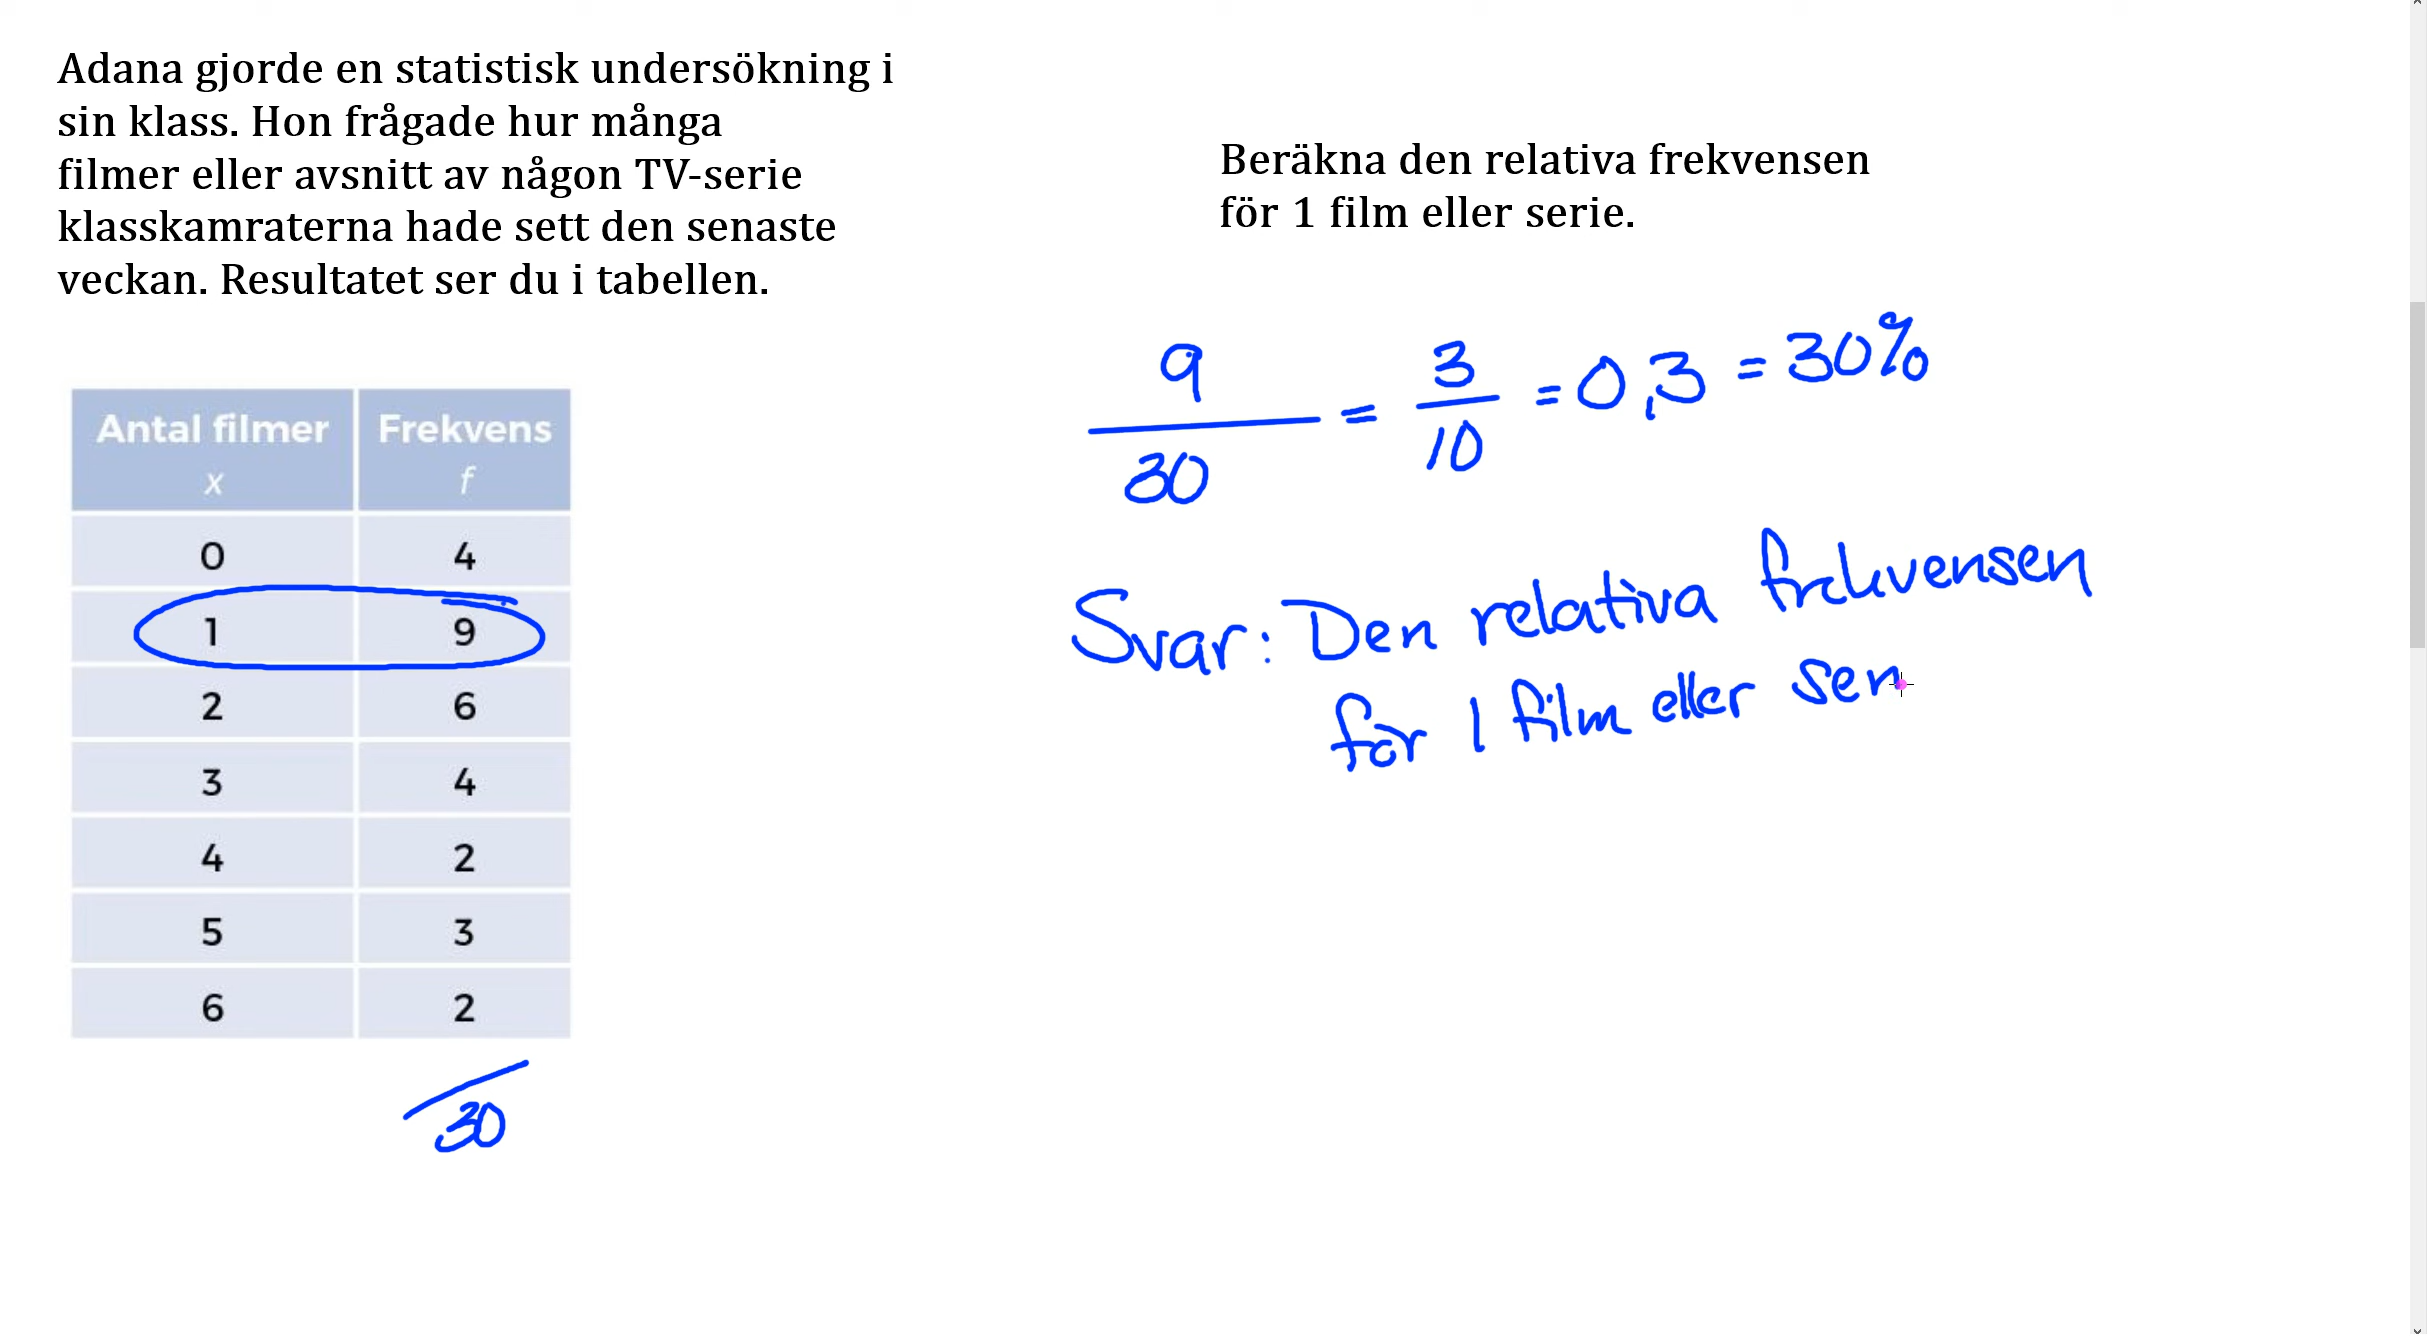 Adana gjorde en statistisk undersökning i
sin klass. Hon frågade hur många
filmer eller avsnitt av någon TV-serie
klasskamraterna hade sett den senaste
veckan. Resultatet ser du i tabellen.
Antal filmer Frekvens
x f
0 4
1 9
2 6
3 4
4 2
5 3
6 2
30
Beräkna den relativa frekvensen
för 1 film eller serie.
9/30 = 3/10 = 0,3 = 30%
Svar: Den relativa frekvensen
för 1 film eller seri